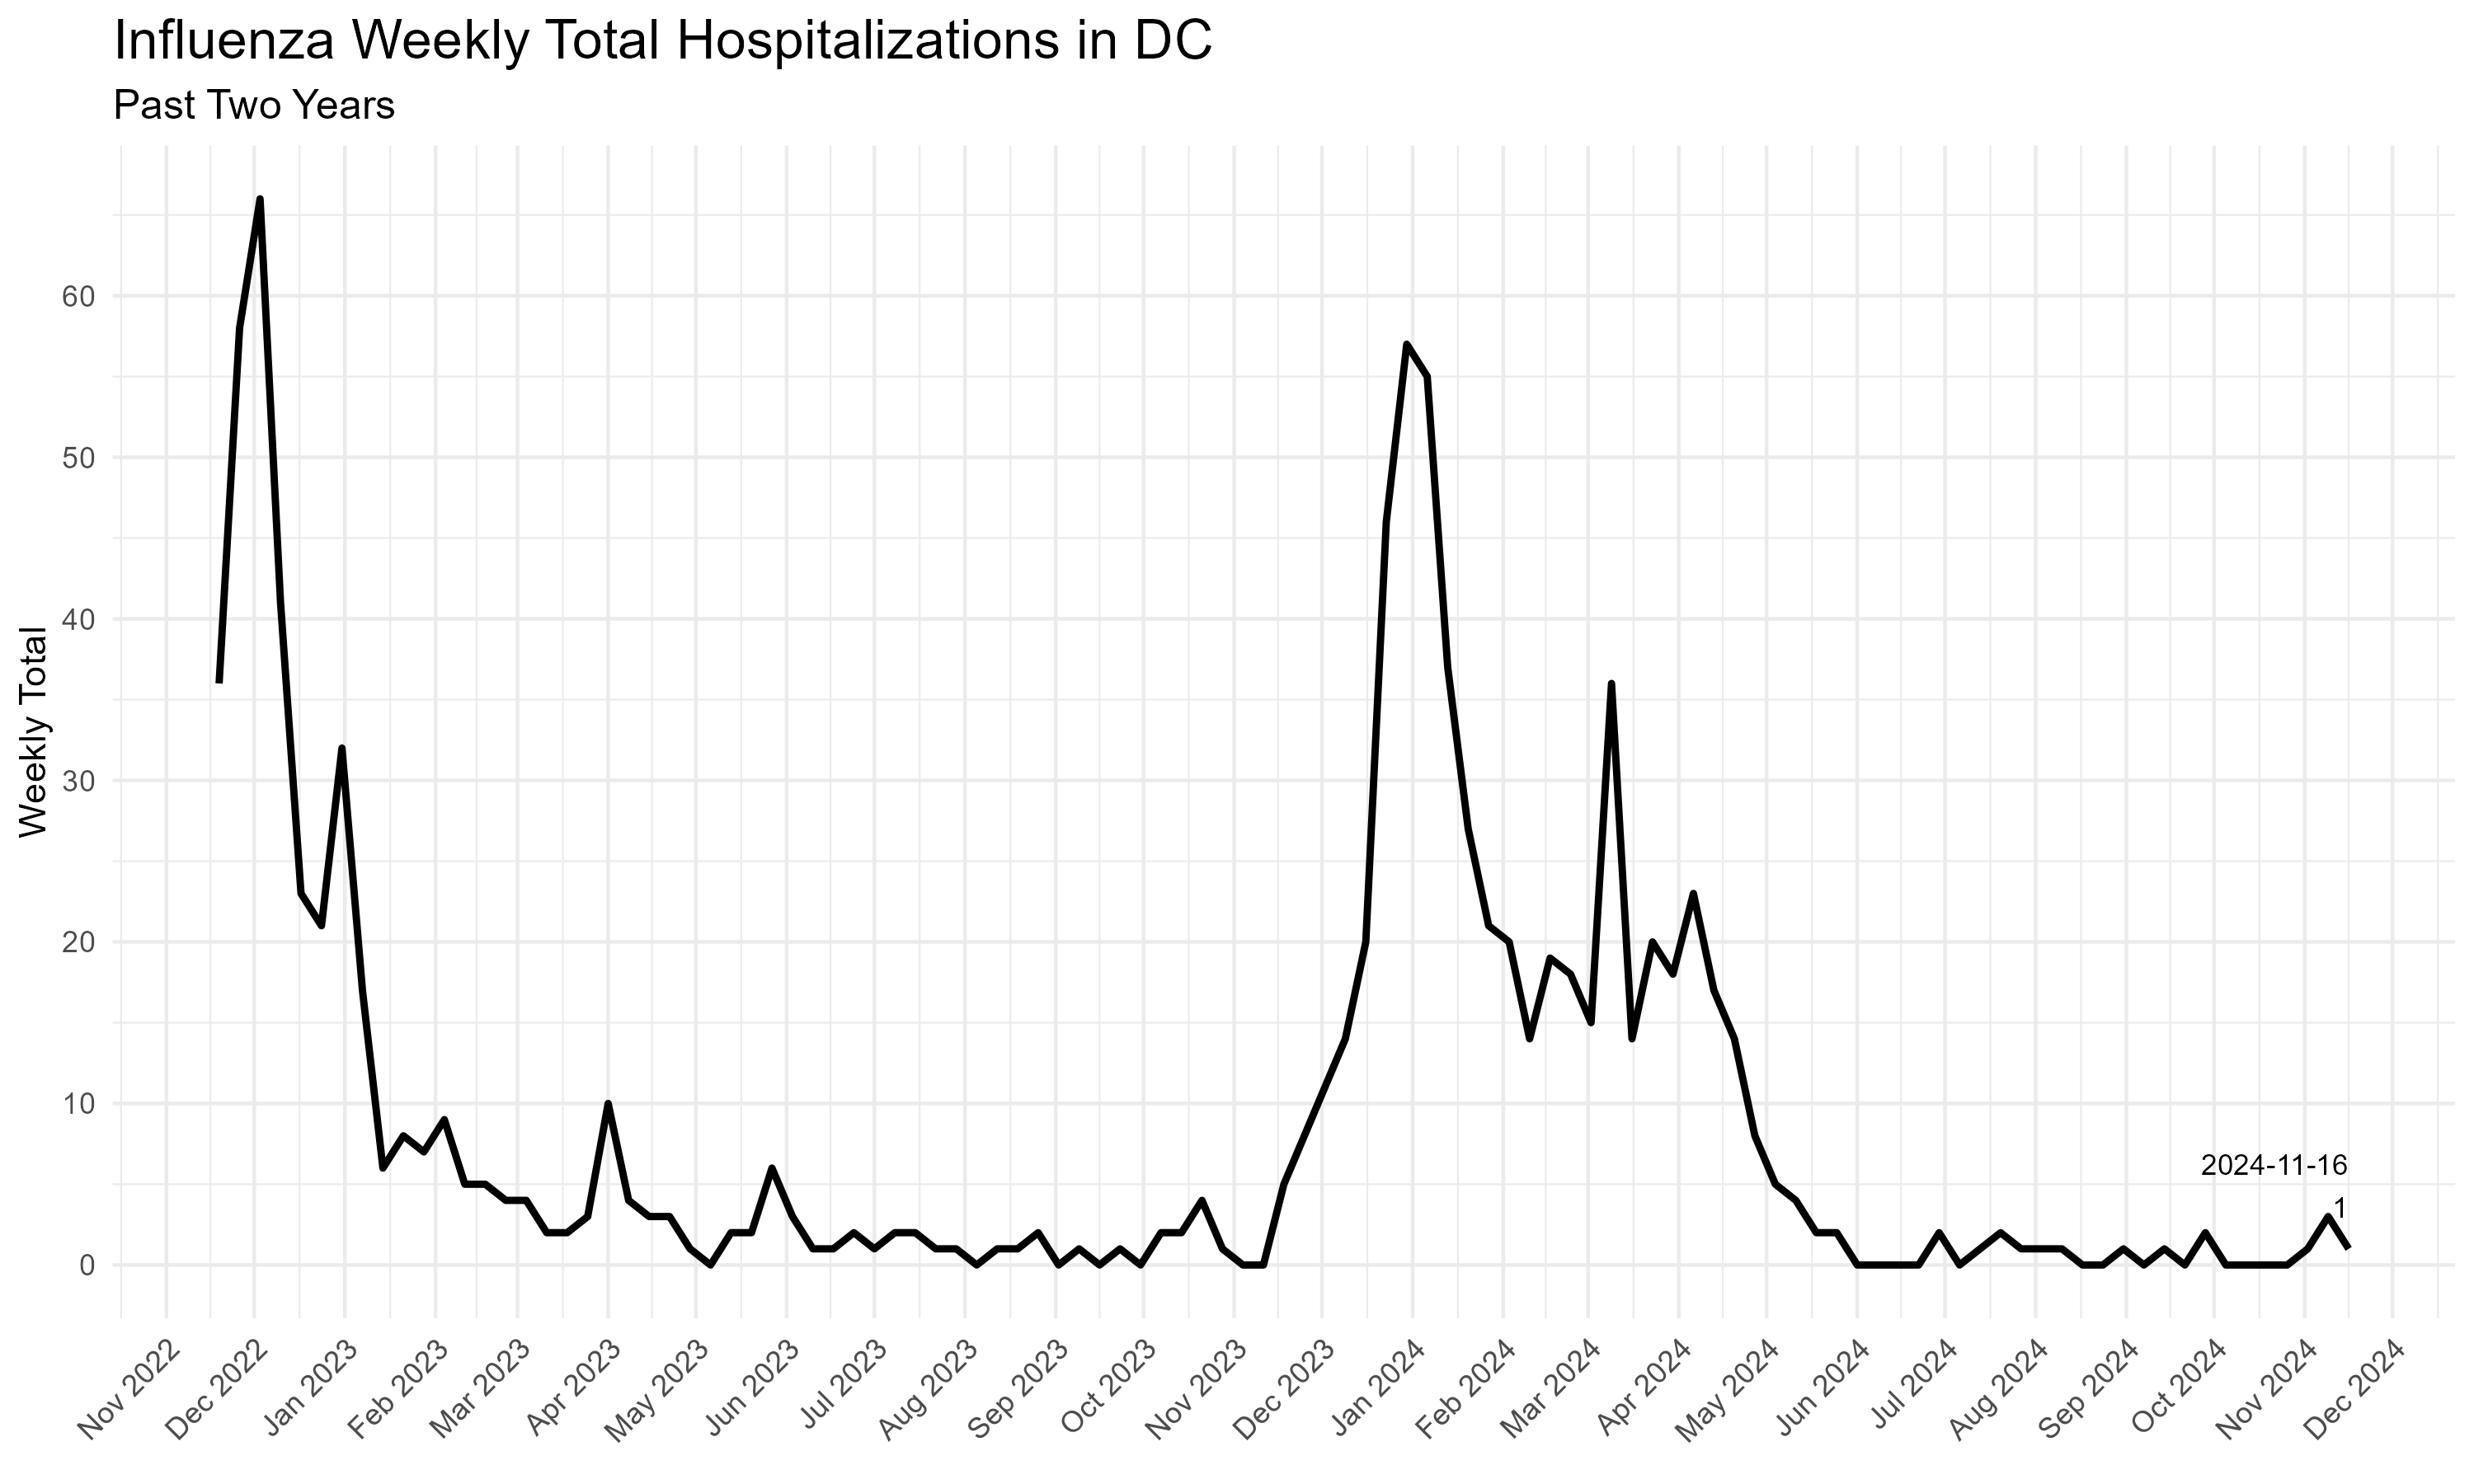 Influenza Weekly Total Hospitalizations in DC
Past Two Years
Weekly Total
60
50
40
30
20
10
0
2024-11-16
1
Nov 2022
Dec 2022
Jan 2023
Feb 2023
Mar 2023
Apr 2023
May 2023
Jun 2023
Jul 2023
Aug 2023
Sep 2023
Oct 2023
Nov 2023
Dec 2023
Jan 2024
Feb 2024
Mar 2024
Apr 2024
May 2024
Jun 2024
Jul 2024
Aug 2024
Sep 2024
Oct 2024
Nov 2024
Dec 2024